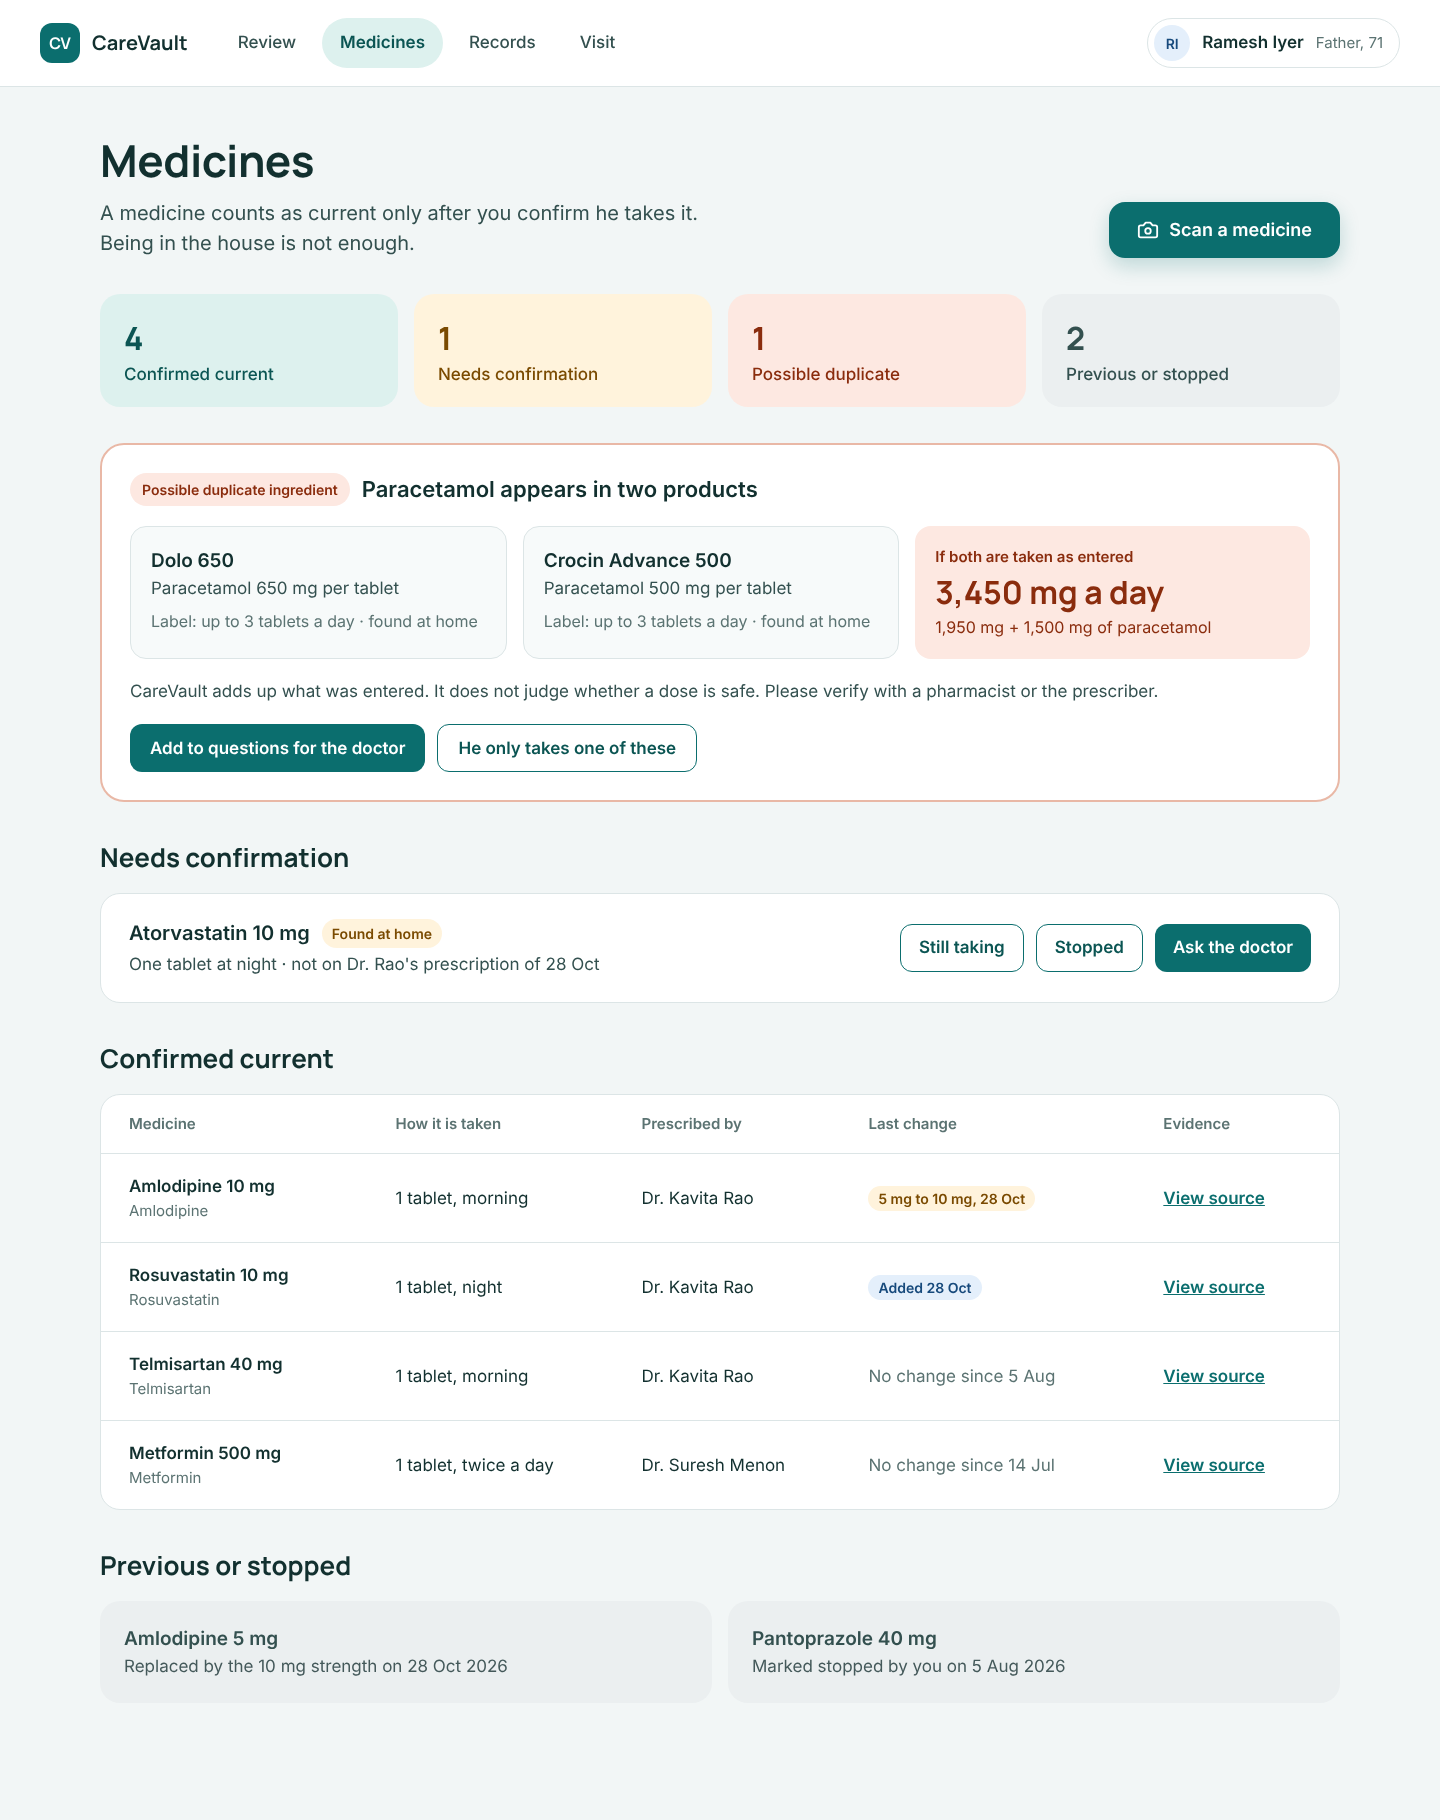 CV CareVault Review Medicines Records Visit RI Ramesh Iyer Father, 71
Medicines
A medicine counts as current only after you confirm he takes it.
Being in the house is not enough.
Scan a medicine
4
Confirmed current
1
Needs confirmation
1
Possible duplicate
2
Previous or stopped
Possible duplicate ingredient Paracetamol appears in two products
Dolo 650
Paracetamol 650 mg per tablet
Label: up to 3 tablets a day · found at home
Crocin Advance 500
Paracetamol 500 mg per tablet
Label: up to 3 tablets a day · found at home
If both are taken as entered
3,450 mg a day
1,950 mg + 1,500 mg of paracetamol
CareVault adds up what was entered. It does not judge whether a dose is safe. Please verify with a pharmacist or the prescriber.
Add to questions for the doctor He only takes one of these
Needs confirmation
Atorvastatin 10 mg Found at home
One tablet at night · not on Dr. Rao's prescription of 28 Oct
Still taking Stopped Ask the doctor
Confirmed current
Medicine How it is taken Prescribed by Last change Evidence
Amlodipine 10 mg
Amlodipine
1 tablet, morning Dr. Kavita Rao 5 mg to 10 mg, 28 Oct View source
Rosuvastatin 10 mg
Rosuvastatin
1 tablet, night Dr. Kavita Rao Added 28 Oct View source
Telmisartan 40 mg
Telmisartan
1 tablet, morning Dr. Kavita Rao No change since 5 Aug View source
Metformin 500 mg
Metformin
1 tablet, twice a day Dr. Suresh Menon No change since 14 Jul View source
Previous or stopped
Amlodipine 5 mg
Replaced by the 10 mg strength on 28 Oct 2026
Pantoprazole 40 mg
Marked stopped by you on 5 Aug 2026